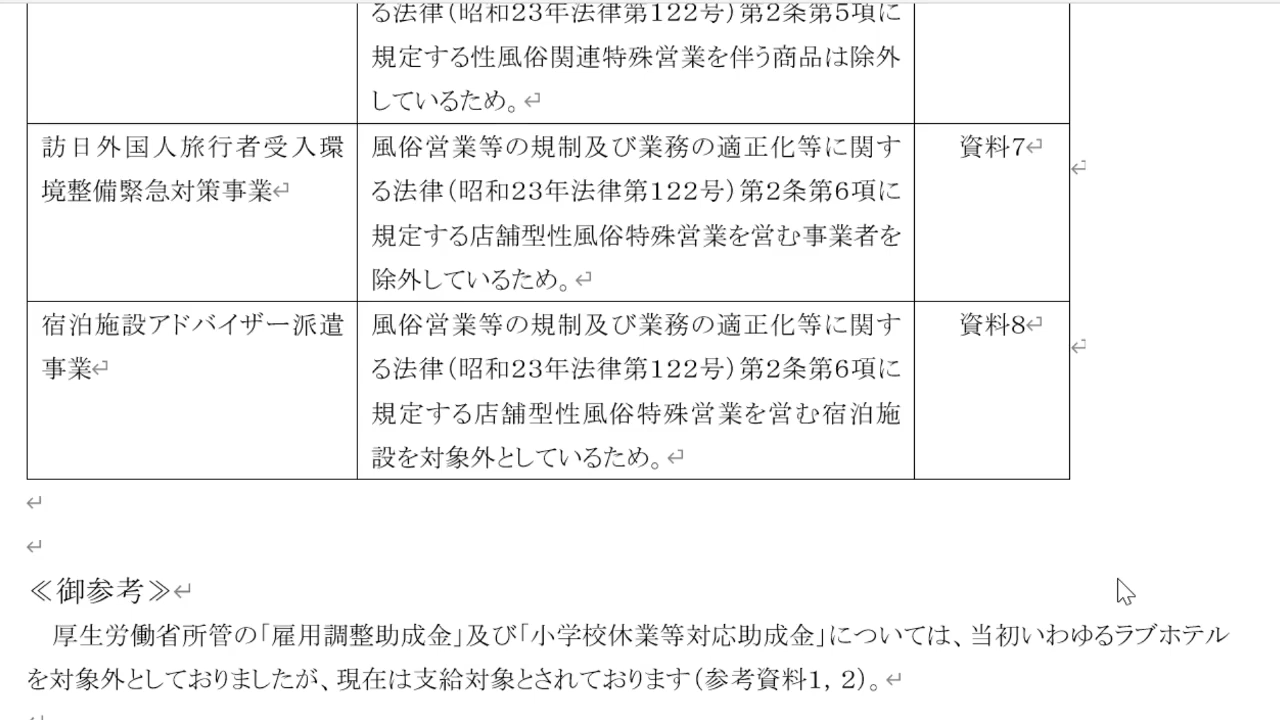 る法律(昭和23年法律第122号)第2条第5項に
規定する性風俗関連特殊営業を伴う商品は除外
しているため。
訪日外国人旅行者受入環
境整備緊急対策事業
風俗営業等の規制及び業務の適正化等に関す
る法律(昭和23年法律第122号)第2条第6項に
規定する店舗型性風俗特殊営業を営む事業者を
除外しているため。
資料7
宿泊施設アドバイザー派遣
事業
風俗営業等の規制及び業務の適正化等に関す
る法律(昭和23年法律第122号)第2条第6項に
規定する店舗型性風俗特殊営業を営む宿泊施
設を対象外としているため。
資料8
≪御参考≫
厚生労働省所管の「雇用調整助成金」及び「小学校休業等対応助成金」については、当初いわゆるラブホテル
を対象外としておりましたが、現在は支給対象とされております(参考資料1, 2)。